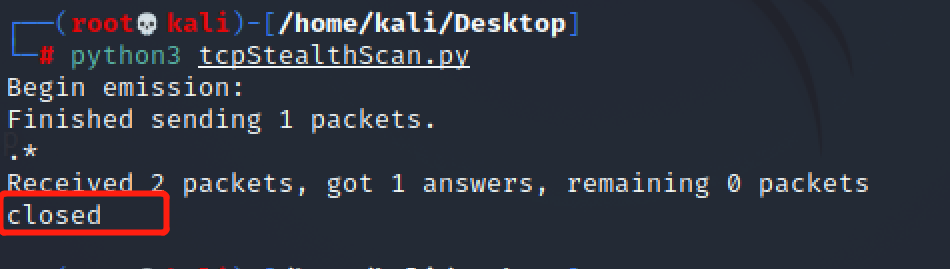 ┌──(root💀kali)-[/home/kali/Desktop]
└─# python3 tcpStealthScan.py
Begin emission:
Finished sending 1 packets.
.*
Received 2 packets, got 1 answers, remaining 0 packets
closed